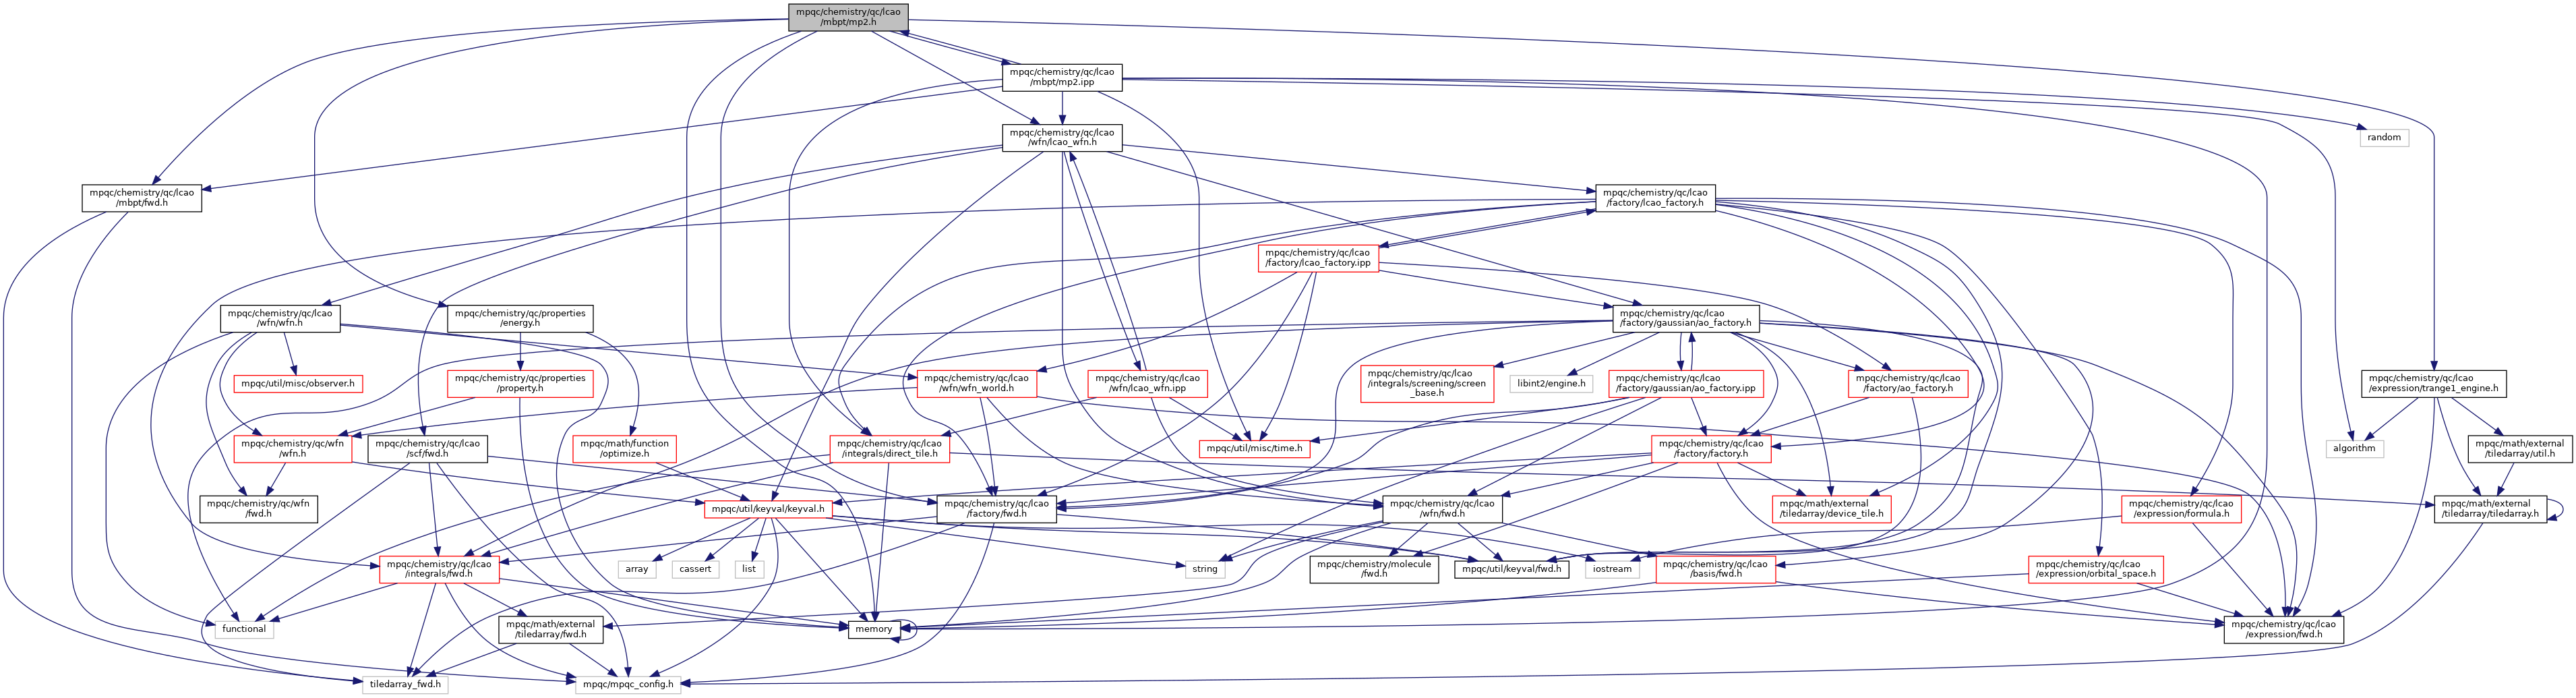 mpqc/chemistry/qc/lcao
/mbpt/mp2.h
mpqc/chemistry/qc/lcao
/mbpt/mp2.ipp
mpqc/chemistry/qc/lcao
/wfn/lcao_wfn.h
random
mpqc/chemistry/qc/lcao
/mbpt/fwd.h
mpqc/chemistry/qc/lcao
/factory/lcao_factory.h
mpqc/chemistry/qc/lcao
/factory/lcao_factory.ipp
mpqc/chemistry/qc/lcao
/wfn/wfn.h
mpqc/chemistry/qc/properties
/energy.h
mpqc/chemistry/qc/lcao
/factory/gaussian/ao_factory.h
mpqc/util/misc/observer.h
mpqc/chemistry/qc/properties
/property.h
mpqc/chemistry/qc/lcao
/wfn/wfn_world.h
mpqc/chemistry/qc/lcao
/wfn/lcao_wfn.ipp
mpqc/chemistry/qc/lcao
/integrals/screening/screen
_base.h
libint2/engine.h
mpqc/chemistry/qc/lcao
/factory/gaussian/ao_factory.ipp
mpqc/chemistry/qc/lcao
/factory/ao_factory.h
mpqc/chemistry/qc/lcao
/expression/trange1_engine.h
mpqc/chemistry/qc/wfn
/wfn.h
mpqc/chemistry/qc/lcao
/scf/fwd.h
mpqc/math/function
/optimize.h
mpqc/chemistry/qc/lcao
/integrals/direct_tile.h
mpqc/util/misc/time.h
mpqc/chemistry/qc/lcao
/factory/factory.h
algorithm
mpqc/math/external
/tiledarray/util.h
mpqc/chemistry/qc/wfn
/fwd.h
mpqc/util/keyval/keyval.h
mpqc/chemistry/qc/lcao
/factory/fwd.h
mpqc/chemistry/qc/lcao
/wfn/fwd.h
mpqc/math/external
/tiledarray/device_tile.h
mpqc/chemistry/qc/lcao
/expression/formula.h
mpqc/math/external
/tiledarray/tiledarray.h
mpqc/chemistry/qc/lcao
/integrals/fwd.h
array
cassert
list
string
mpqc/chemistry/molecule
/fwd.h
mpqc/util/keyval/fwd.h
iostream
mpqc/chemistry/qc/lcao
/basis/fwd.h
mpqc/chemistry/qc/lcao
/expression/orbital_space.h
functional
mpqc/math/external
/tiledarray/fwd.h
memory
mpqc/chemistry/qc/lcao
/expression/fwd.h
tiledarray_fwd.h
mpqc/mpqc_config.h